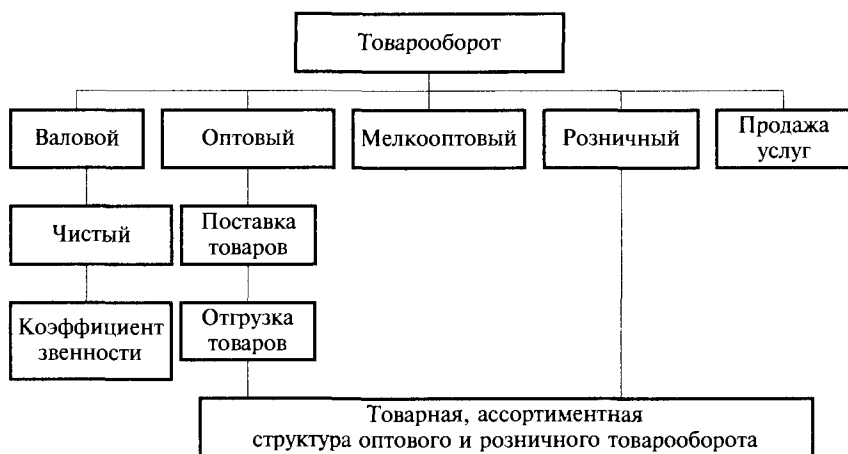 Товарооборот
Валовой
Оптовый
Мелкооптовый
Розничный
Продажа
услуг
Чистый
Поставка
товаров
Коэффициент
звенности
Отгрузка
товаров
Товарная, ассортиментная
структура оптового и розничного товарооборота